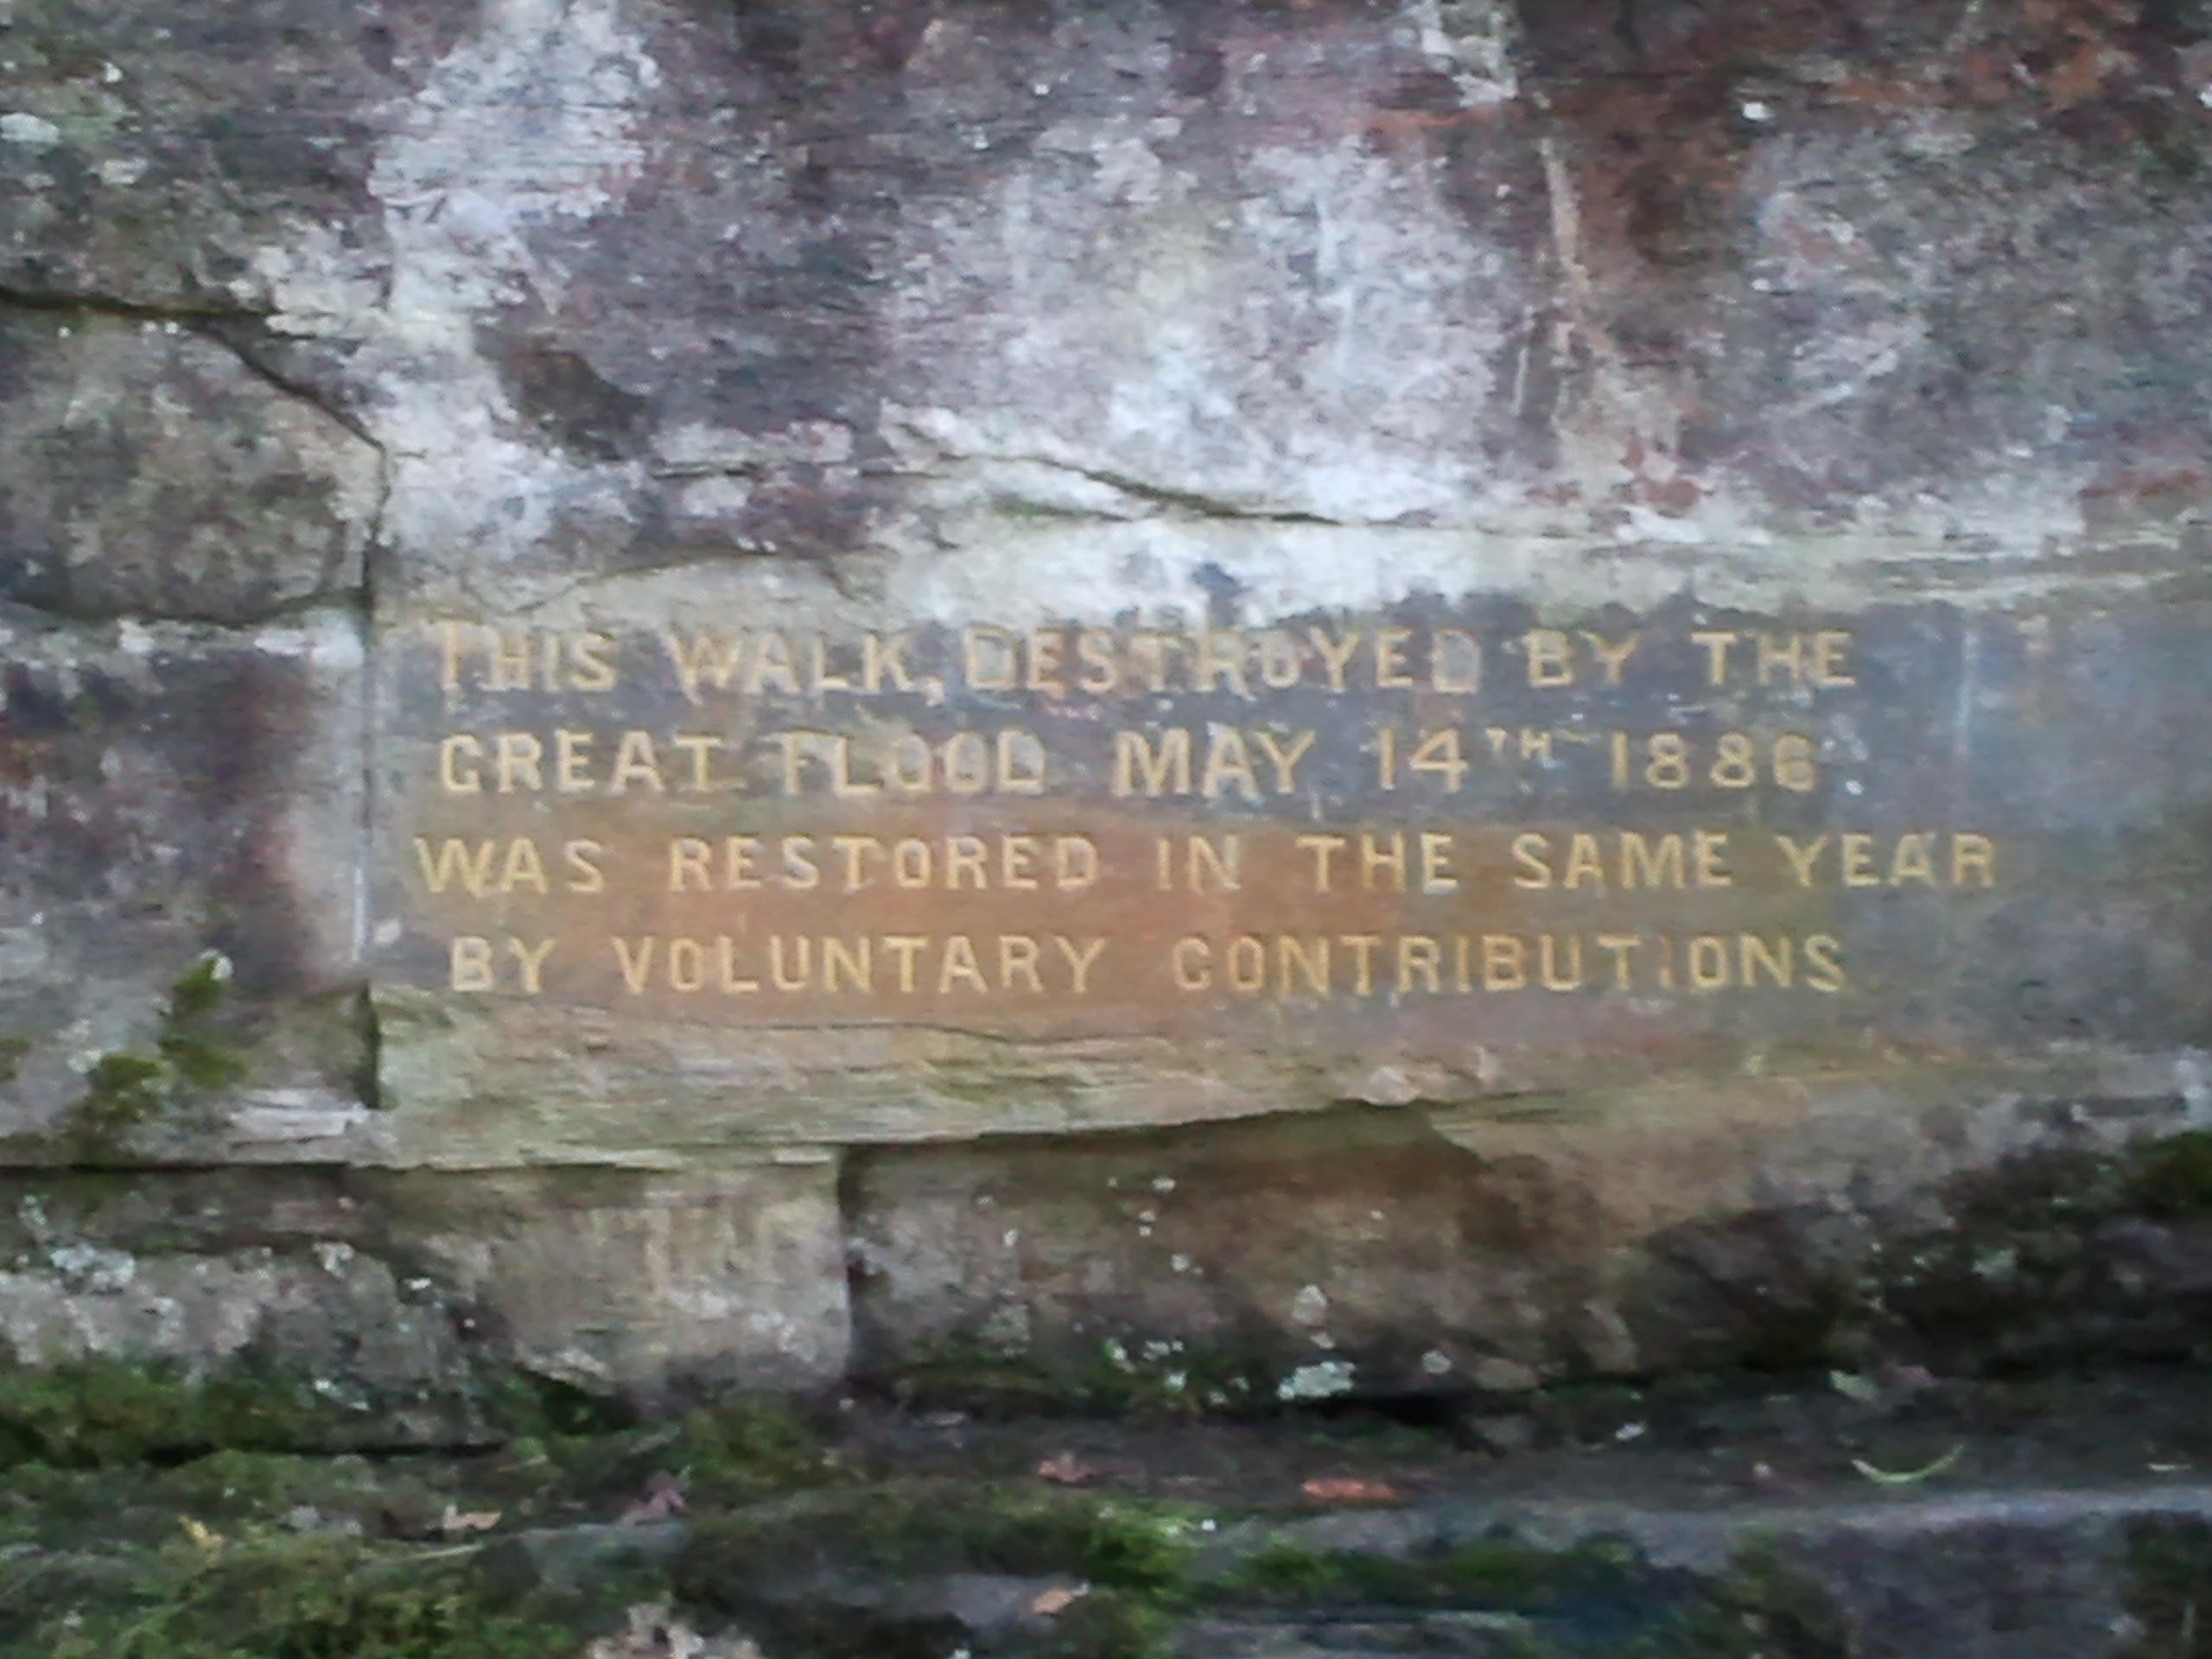 THIS WALK, DESTROYED BY THE
GREAT FLOOD MAY 14TH 1886
WAS RESTORED IN THE SAME YEAR
BY VOLUNTARY CONTRIBUTIONS